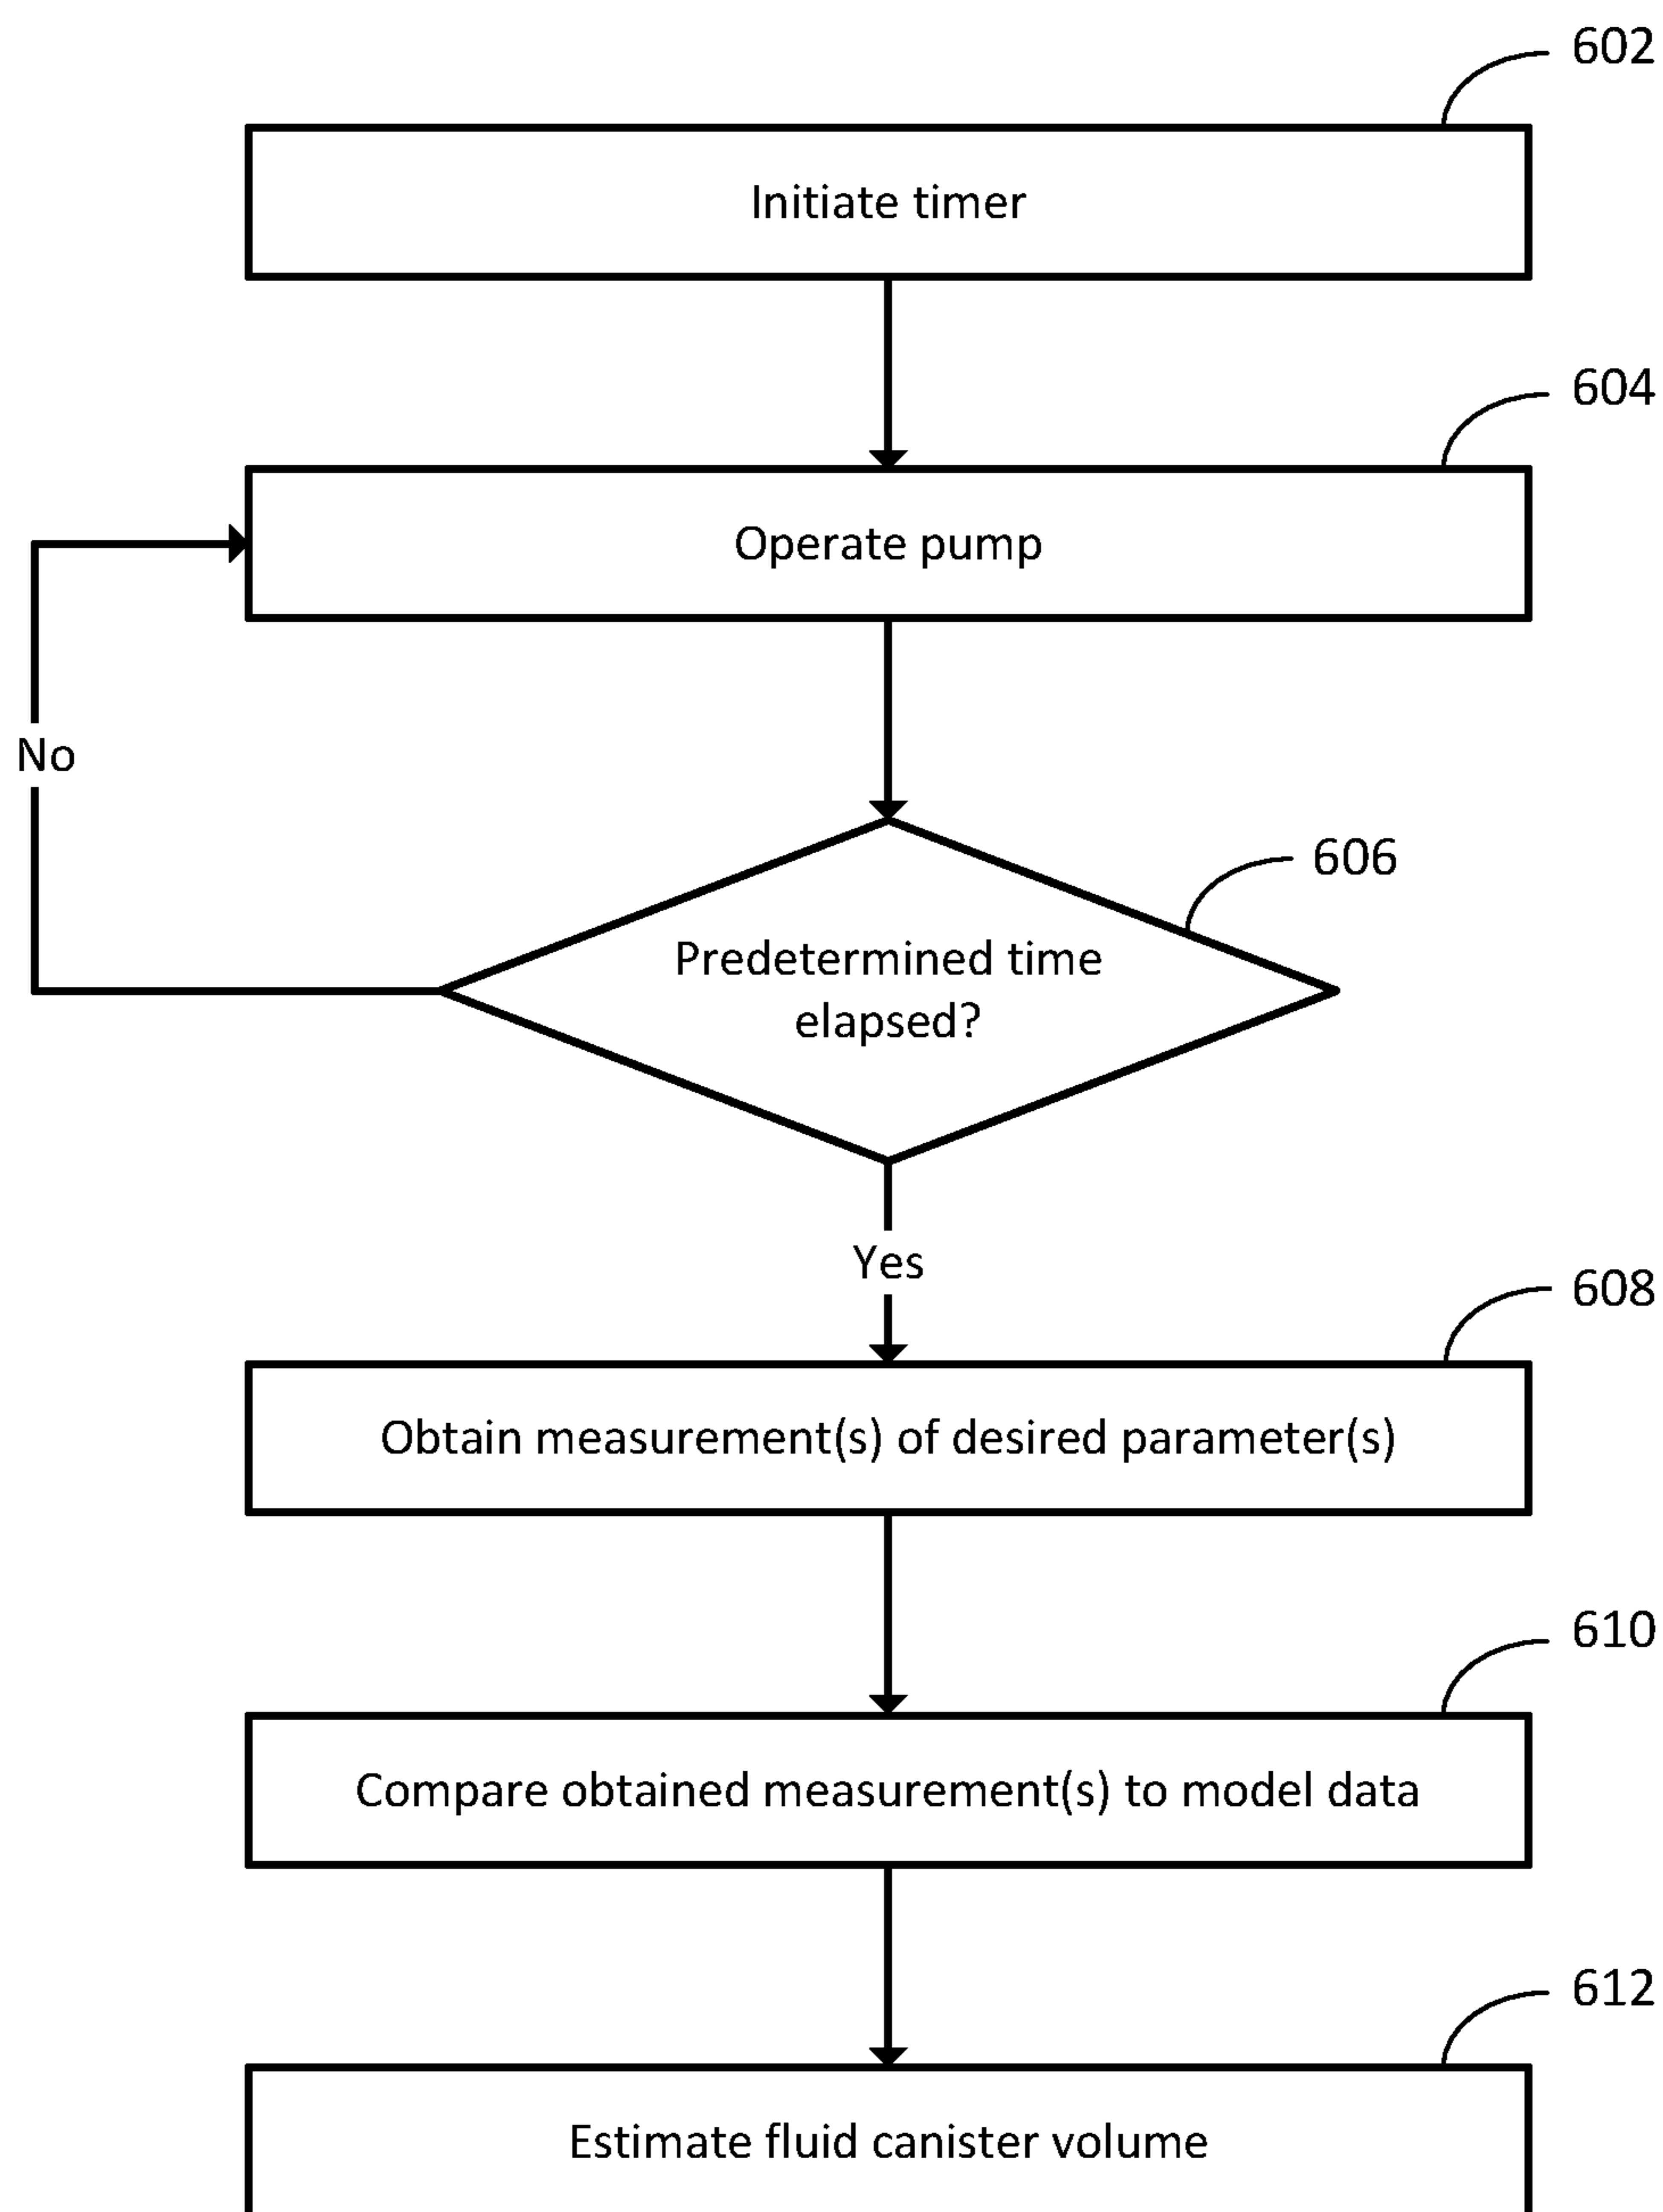 602
Initiate timer
604
Operate pump
No
606
Predetermined time
elapsed?
Yes
608
Obtain measurement(s) of desired parameter(s)
610
Compare obtained measurement(s) to model data
612
Estimate fluid canister volume